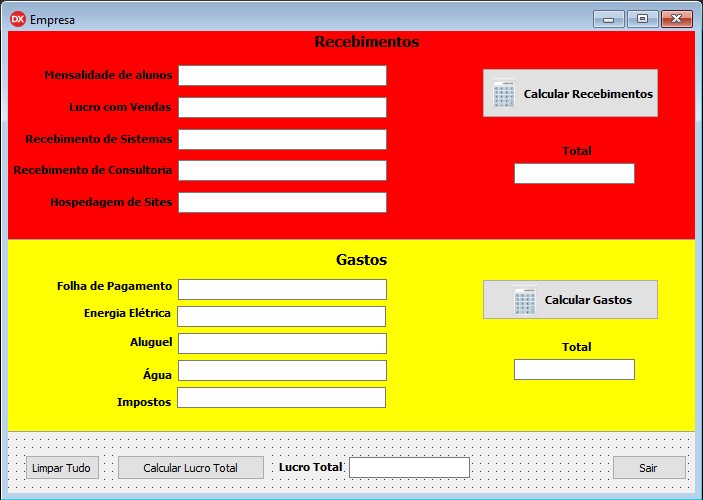 DX Empresa
Recebimentos
Mensalidade de alunos
Lucro com Vendas
Calcular Recebimentos
Recebimento de Sistemas
Total
Recebimento de Consultoria
Hospedagem de Sites
Gastos
Folha de Pagamento
Calcular Gastos
Energia Elétrica
Aluguel
Total
Água
Impostos
Limpar Tudo
Calcular Lucro Total
Lucro Total
Sair